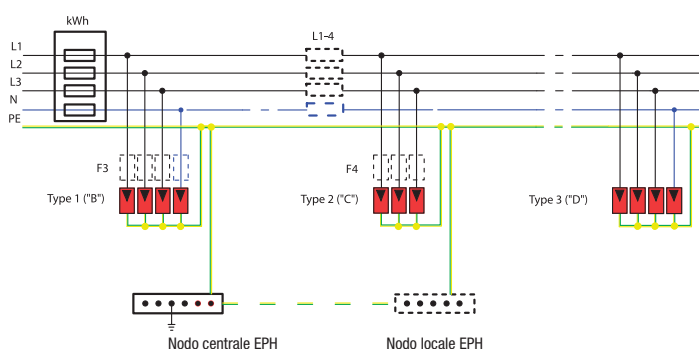 kWh
L1-4
L1
L2
L3
N
PE
F3
F4
Type 1 ("B")
Type 2 ("C")
Type 3 ("D")
Nodo centrale EPH
Nodo locale EPH